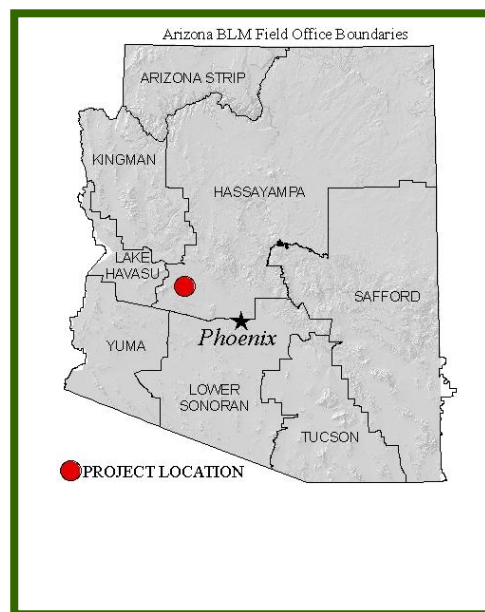 Arizona BLM Field Office Boundaries
ARIZONA STRIP
KINGMAN
HASSAYAMPA
LAKE
HAVASU
SAFFORD
Phoenix
YUMA
LOWER
SONORAN
TUCSON
PROJECT LOCATION